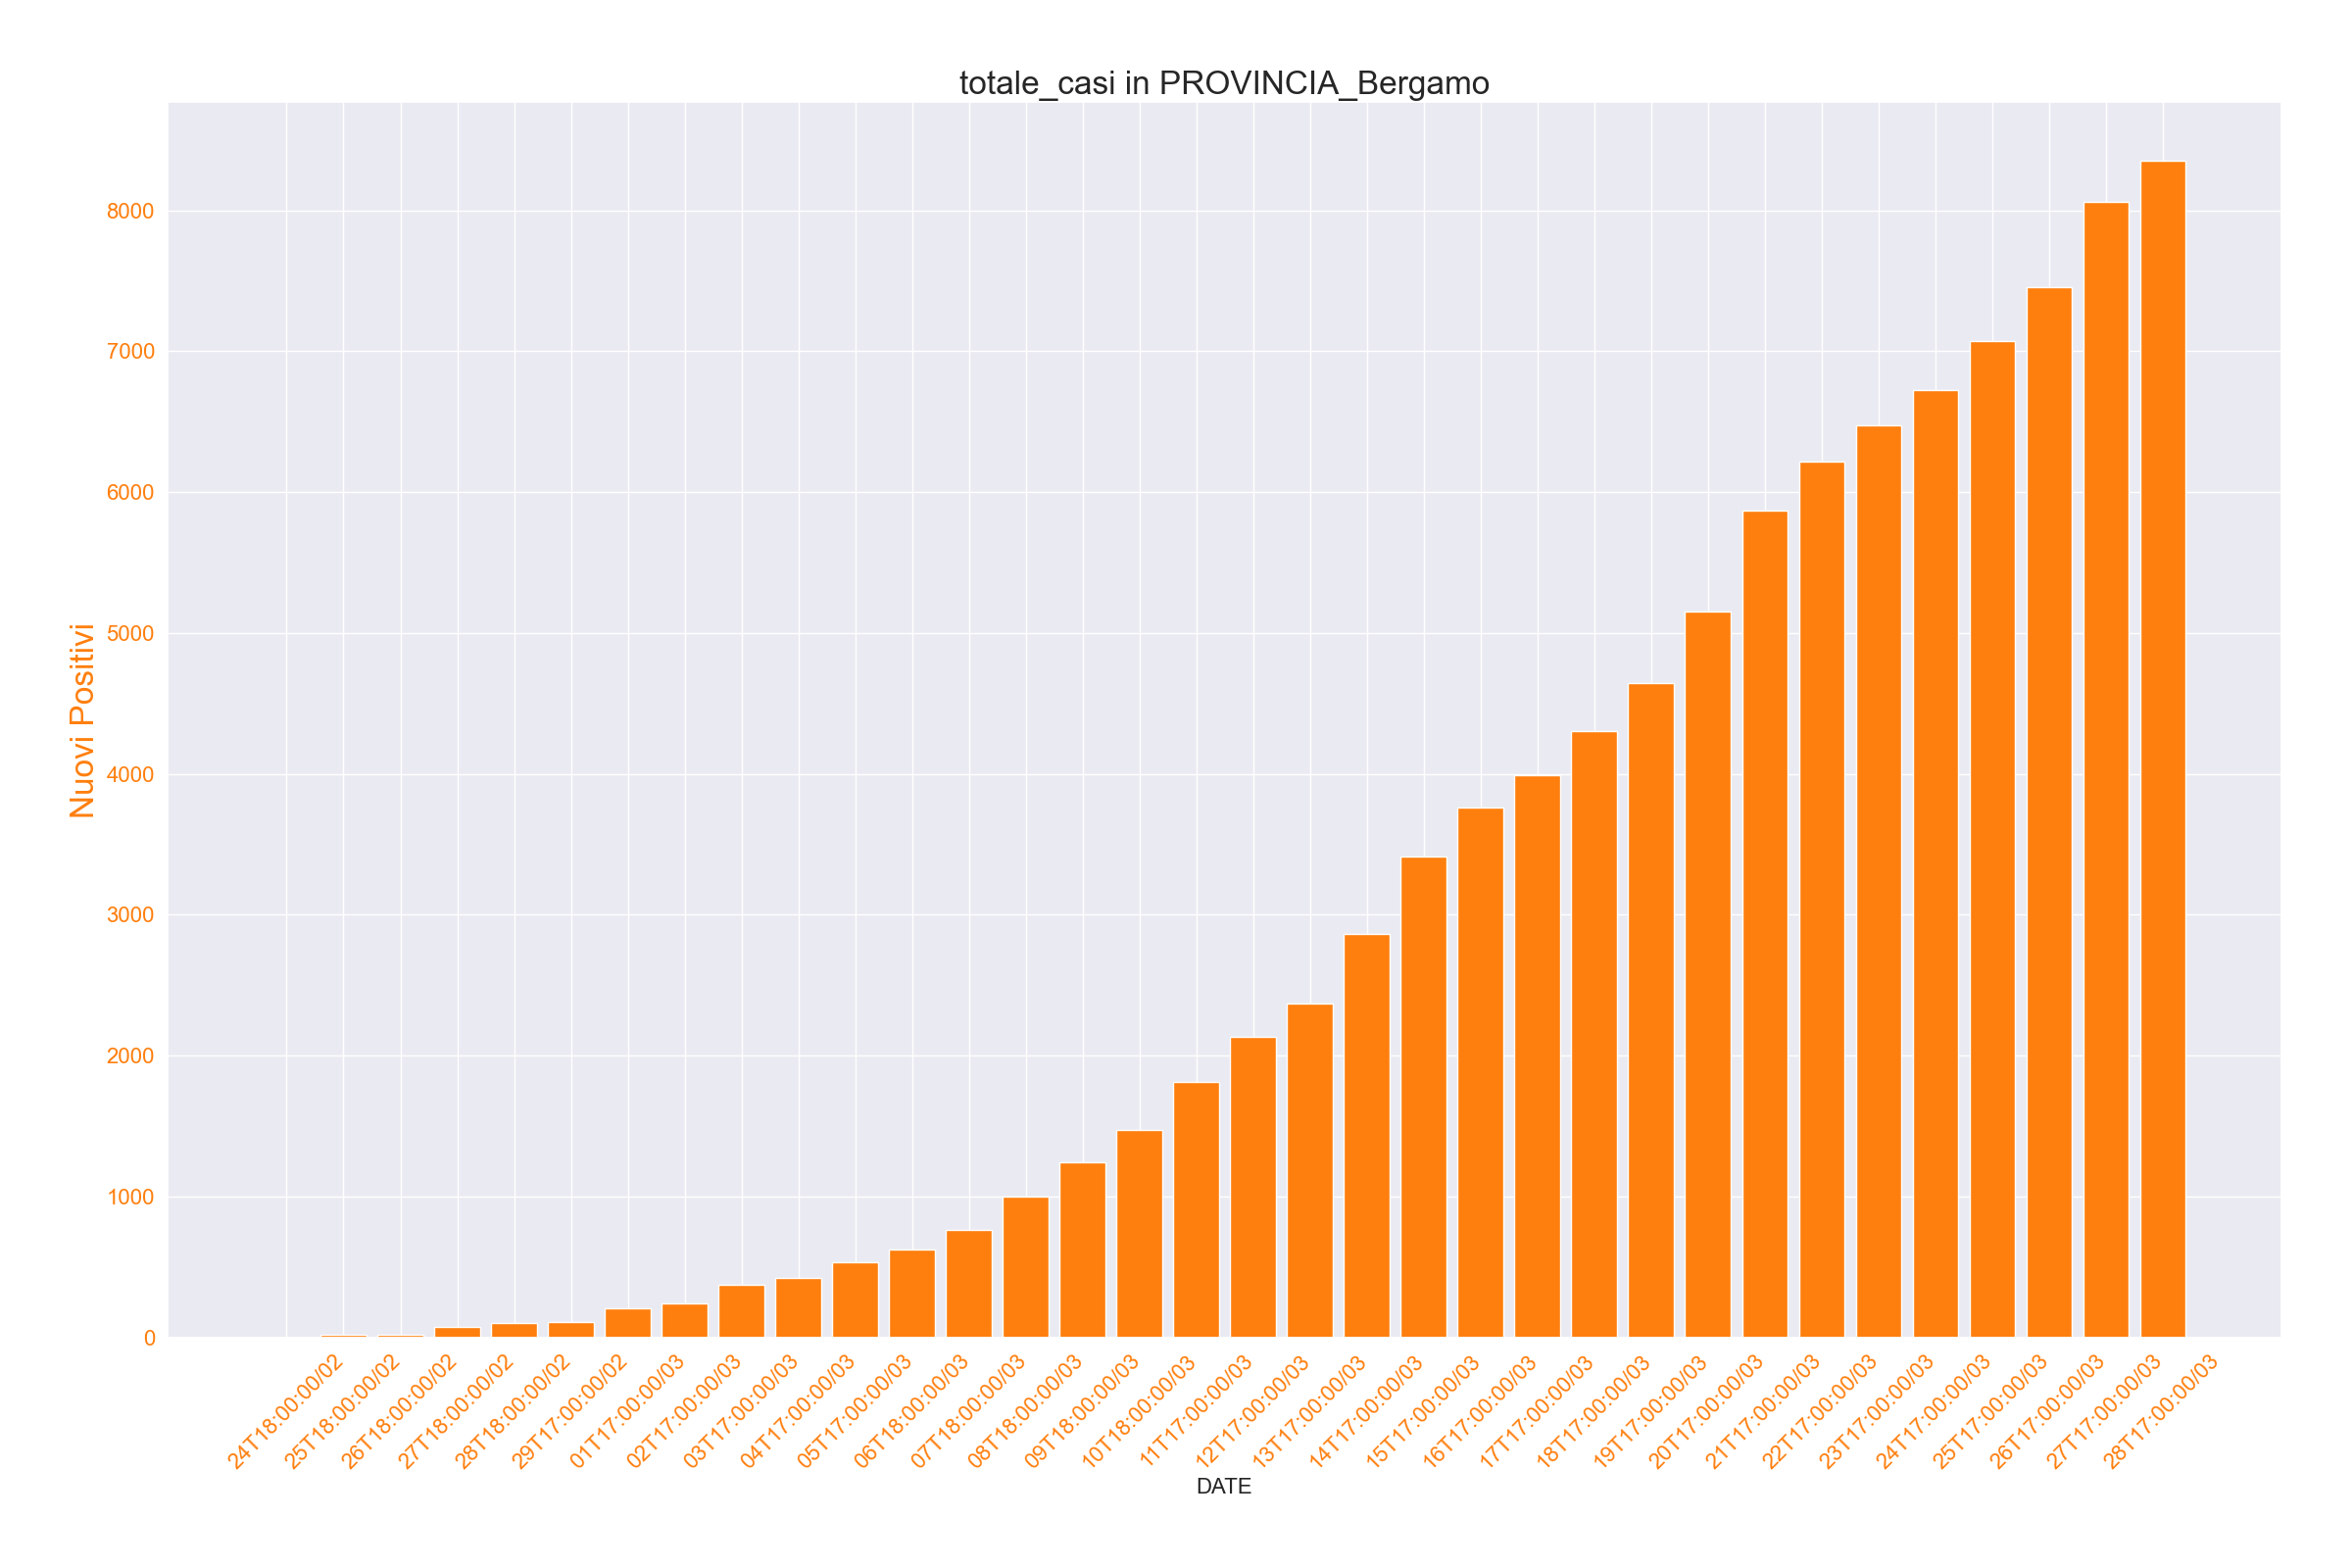 totale_casi in PROVINCIA_Bergamo
Nuovi Positivi
8000
7000
6000
5000
4000
3000
2000
1000
0
24T18:00:00/02
25T18:00:00/02
26T18:00:00/02
27T18:00:00/02
28T18:00:00/02
29T17:00:00/02
01T17:00:00/03
02T17:00:00/03
03T17:00:00/03
04T17:00:00/03
05T17:00:00/03
06T18:00:00/03
07T18:00:00/03
08T18:00:00/03
09T18:00:00/03
10T18:00:00/03
11T17:00:00/03
12T17:00:00/03
13T17:00:00/03
14T17:00:00/03
15T17:00:00/03
16T17:00:00/03
17T17:00:00/03
18T17:00:00/03
19T17:00:00/03
20T17:00:00/03
21T17:00:00/03
22T17:00:00/03
23T17:00:00/03
24T17:00:00/03
25T17:00:00/03
26T17:00:00/03
27T17:00:00/03
28T17:00:00/03
DATE